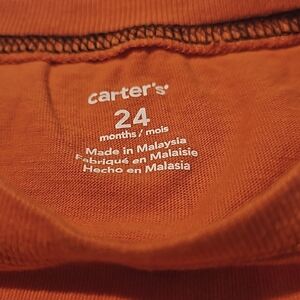 carter's
24
months / mois
Made in Malaysia
Fabriqué en Malaisie
Hecho en Malasia